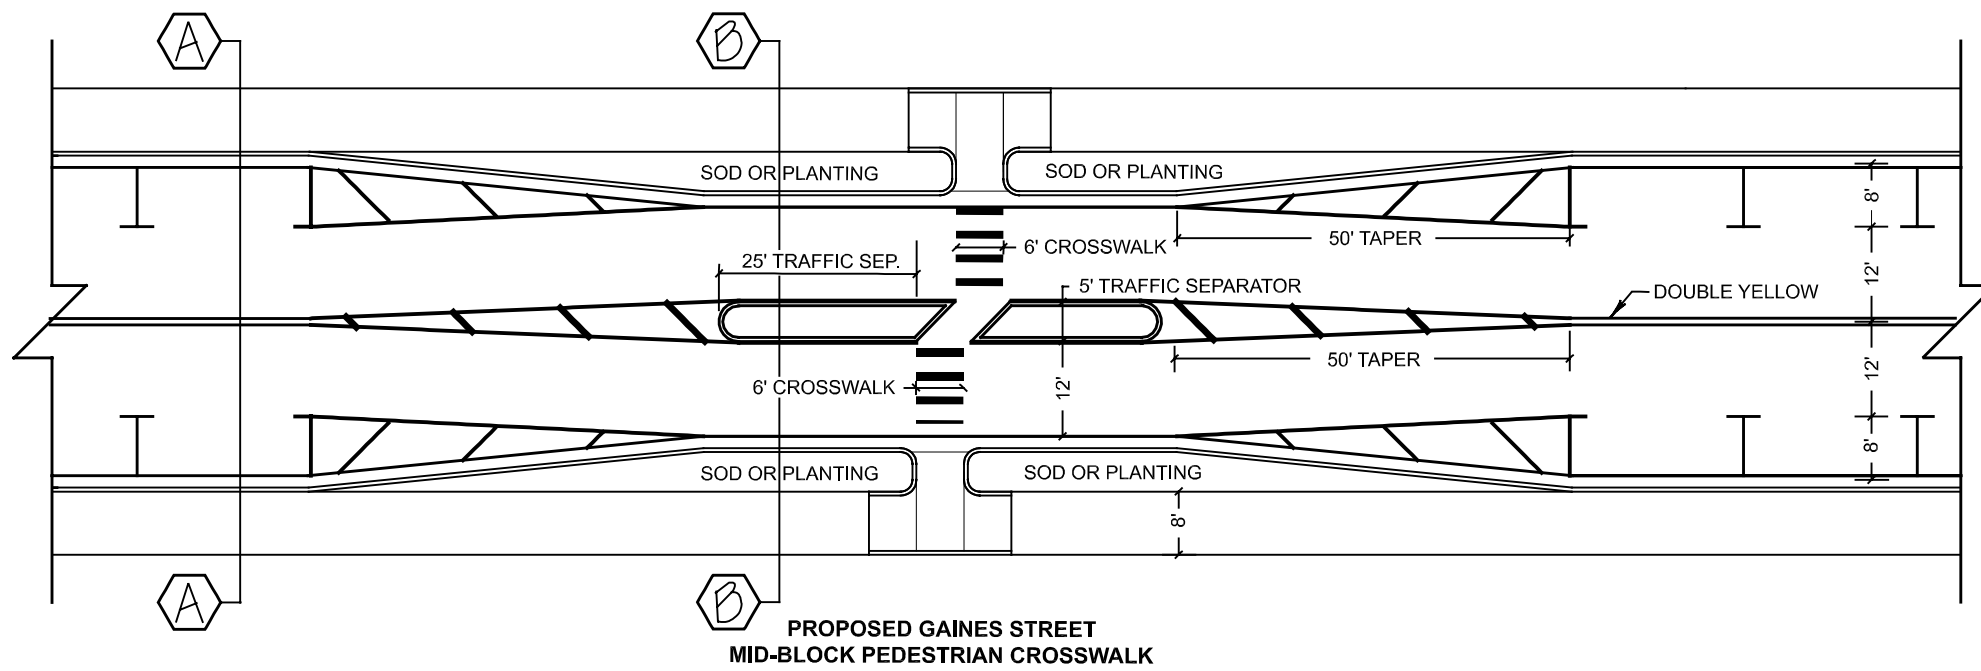 A
B
SOD OR PLANTING
SOD OR PLANTING
8'
50' TAPER
6' CROSSWALK
25' TRAFFIC SEP.
12'
5' TRAFFIC SEPARATOR
DOUBLE YELLOW
50' TAPER
12'
6' CROSSWALK
12'
8'
SOD OR PLANTING
SOD OR PLANTING
8'
A
B
PROPOSED GAINES STREET
MID-BLOCK PEDESTRIAN CROSSWALK